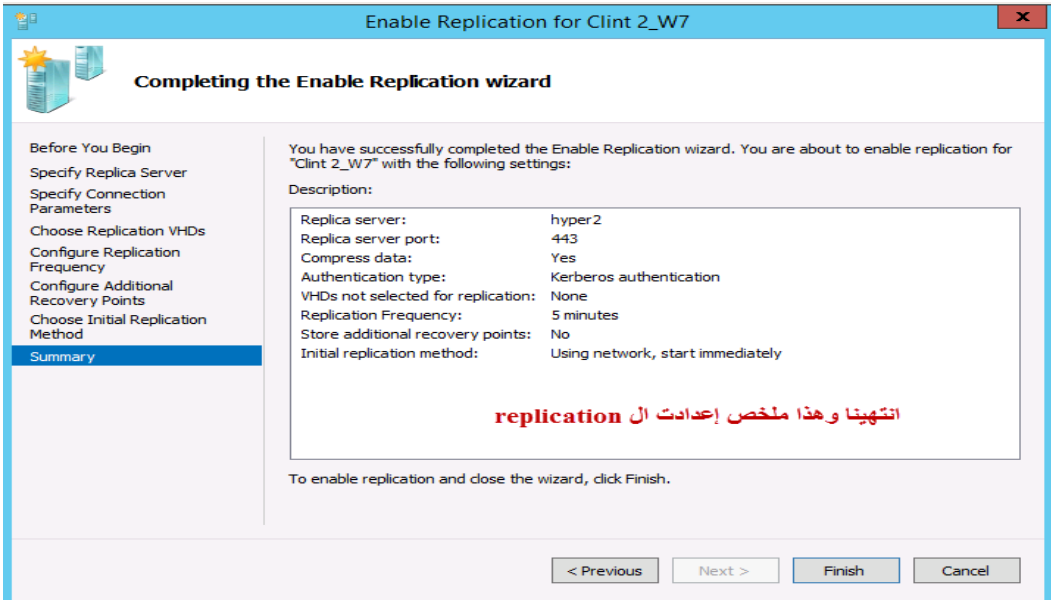 Enable Replication for Clint 2_W7
x
Completing the Enable Replication wizard
Before You Begin
Specify Replica Server
Specify Connection
Parameters
Choose Replication VHDs
Configure Replication
Frequency
Configure Additional
Recovery Points
Choose Initial Replication
Method
Summary
You have successfully completed the Enable Replication wizard. You are about to enable replication for
"Clint 2_W7" with the following settings:
Description:
Replica server: hyper2
Replica server port: 443
Compress data: Yes
Authentication type: Kerberos authentication
VHDs not selected for replication: None
Replication Frequency: 5 minutes
Store additional recovery points: No
Initial replication method: Using network, start immediately
انتهينا وهذا ملخص إعدادت ال replication
To enable replication and close the wizard, click Finish.
< Previous
Next >
Finish
Cancel